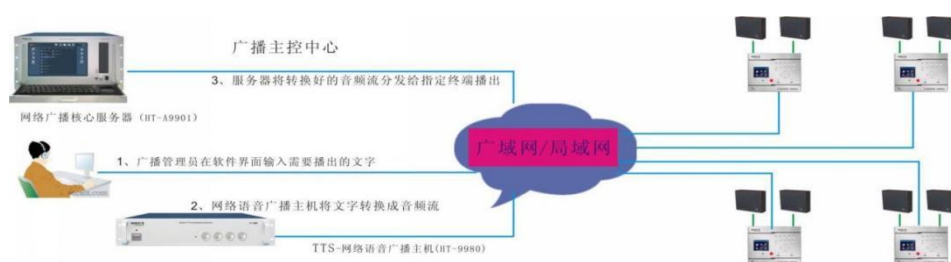 广播主控中心
3、服务器将转换好的音频流分发给指定终端播出
网络广播核心服务器（HT-A9901）
广域网/局域网
1、广播管理员在软件界面输入需要播出的文字
2、网络语音广播主机将文字转换成音频流
TTS-网络语音广播主机(HT-9980)